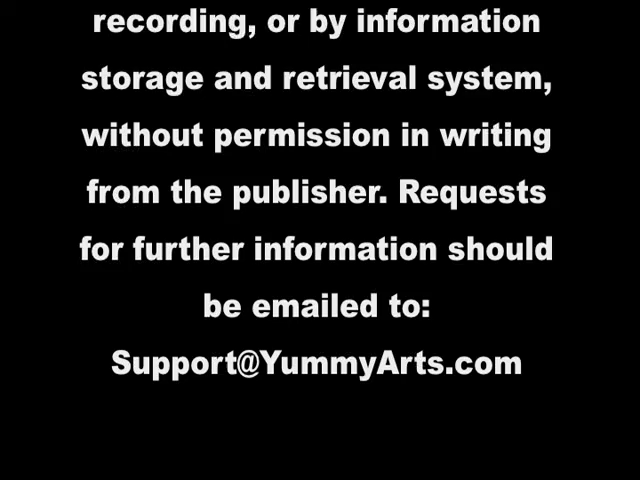 recording, or by information
storage and retrieval system,
without permission in writing
from the publisher. Requests
for further information should
be emailed to:
Support@YummyArts.com